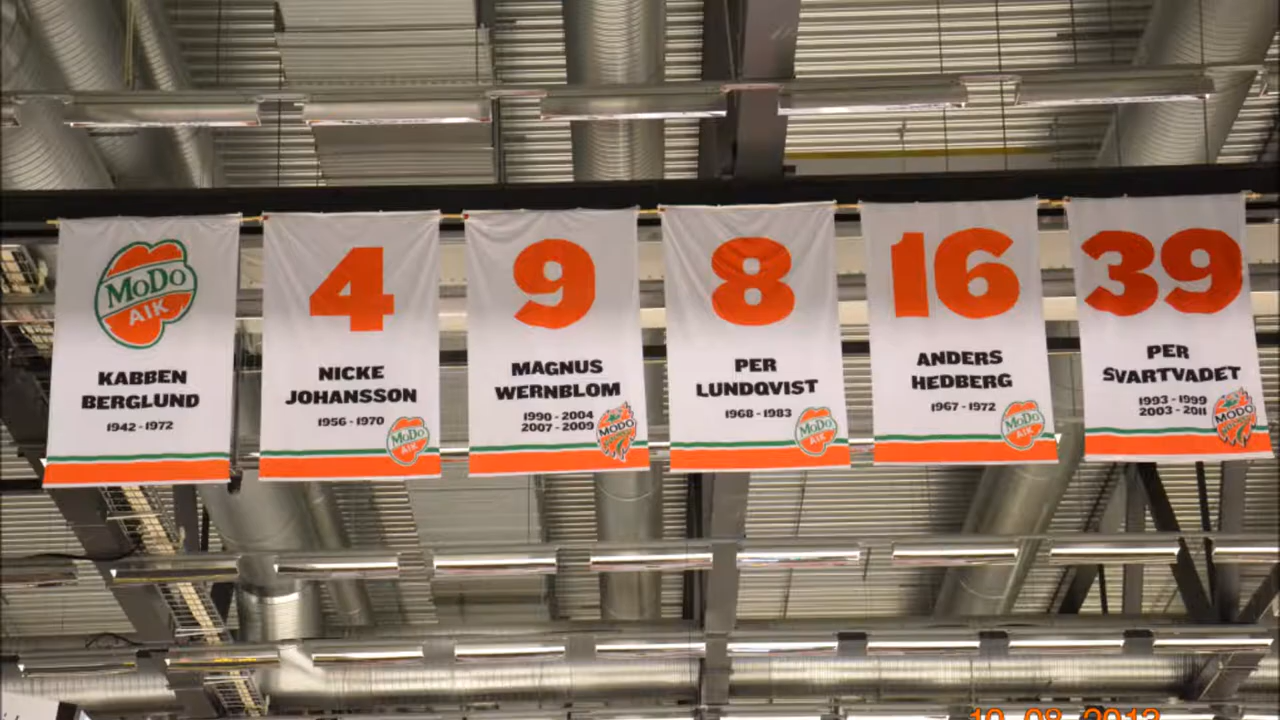 MoDo
AIK
KABBEN
BERGLUND
1942 - 1972
4
NICKE
JOHANSSON
1956 - 1970
MoDo
AIK
9
MAGNUS
WERNBLOM
1990 - 2004
2007 - 2009
MODO
8
PER
LUNDQVIST
1968 - 1983
MoDo
AIK
16
ANDERS
HEDBERG
1967 - 1972
MoDo
AIK
39
PER
SVARTVADET
1993 - 1999
2003 - 2011
MODO